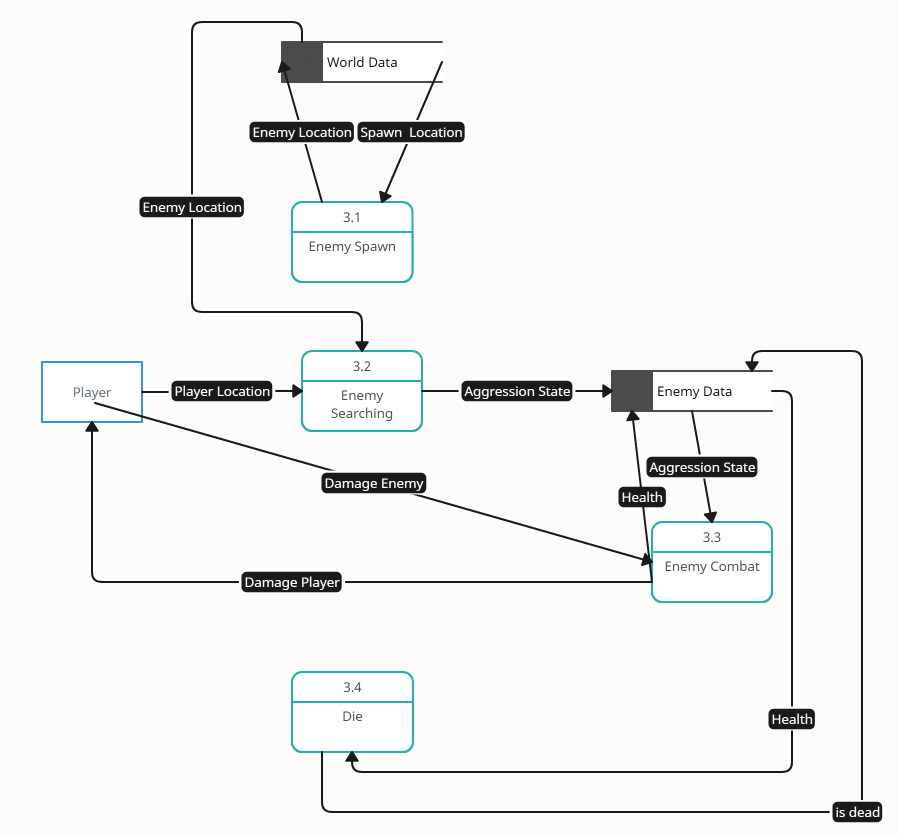 World Data
Enemy Location
Spawn  Location
Enemy Location
3.1
Enemy Spawn
Player
Player Location
3.2
Enemy
Searching
Aggression State
Enemy Data
Aggression State
Damage Enemy
Health
3.3
Enemy Combat
Damage Player
3.4
Die
Health
is dead